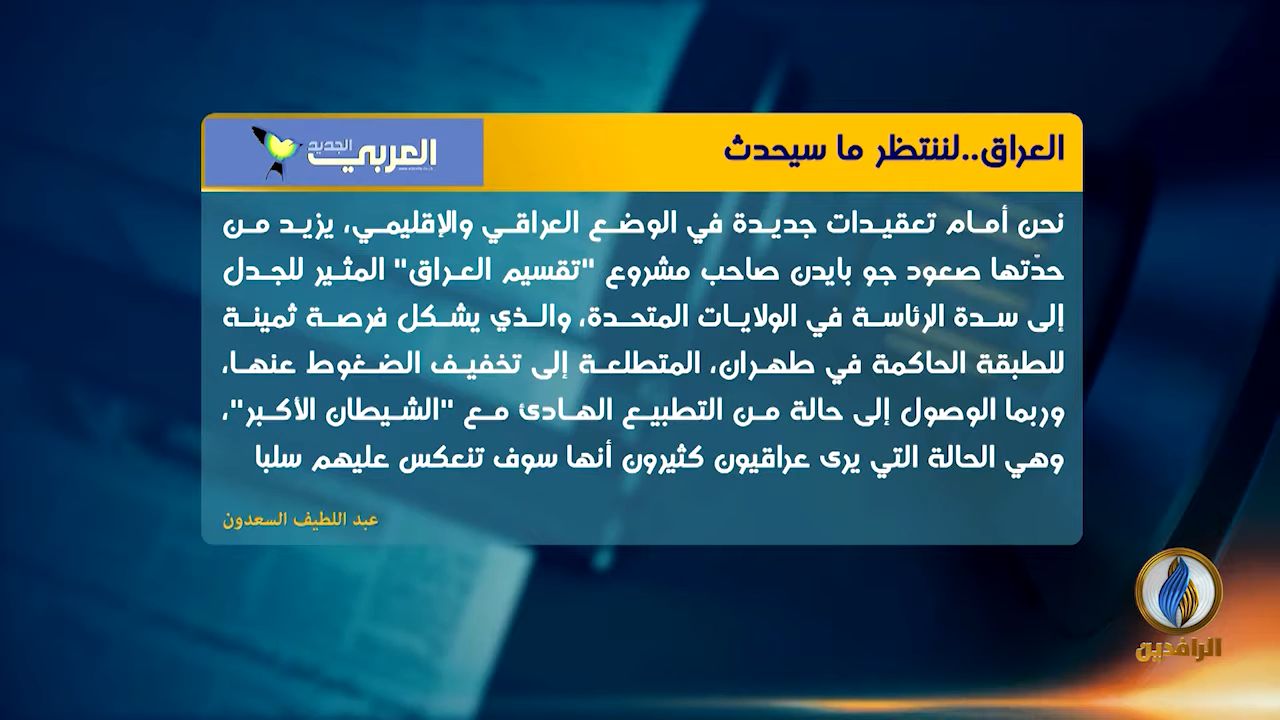 العراق..لننتظر ما سيحدث
العربي الجديد
نحن أمام تعقيدات جديدة في الوضع العراقي والإقليمي، يزيد من
حدّتها صعود جو بايدن صاحب مشروع "تقسيم العراق" المثير للجدل
إلى سدة الرئاسة في الولايات المتحدة، والذي يشكل فرصة ثمينة
للطبقة الحاكمة في طهران، المتطلعة إلى تخفيف الضغوط عنها،
وربما الوصول إلى حالة من التطبيع الهادئ مع "الشيطان الأكبر"،
وهي الحالة التي يرى عراقيون كثيرون أنها سوف تنعكس عليهم سلبا
عبد اللطيف السعدون
الرافدين